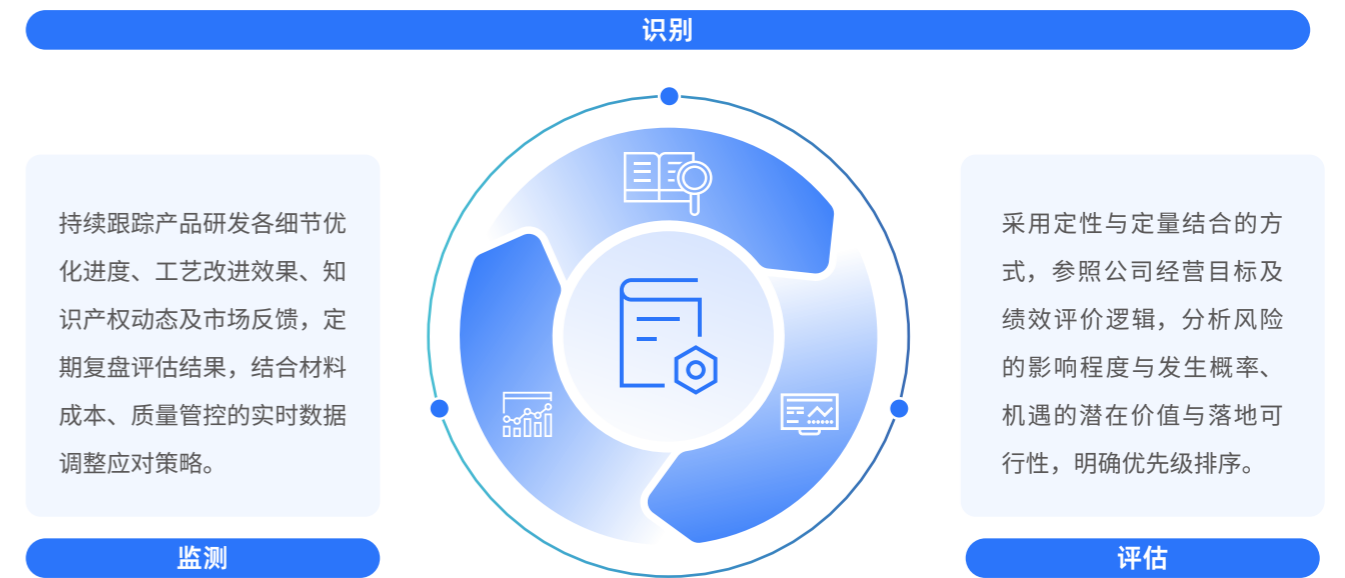 识别
持续跟踪产品研发各细节优
化进度、工艺改进效果、知
识产权动态及市场反馈，定
期复盘评估结果，结合材料
成本、质量管控的实时数据
调整应对策略。
监测
采用定性与定量结合的方
式，参照公司经营目标及
绩效评价逻辑，分析风险
的影响程度与发生概率、
机遇的潜在价值与落地可
行性，明确优先级排序。
评估